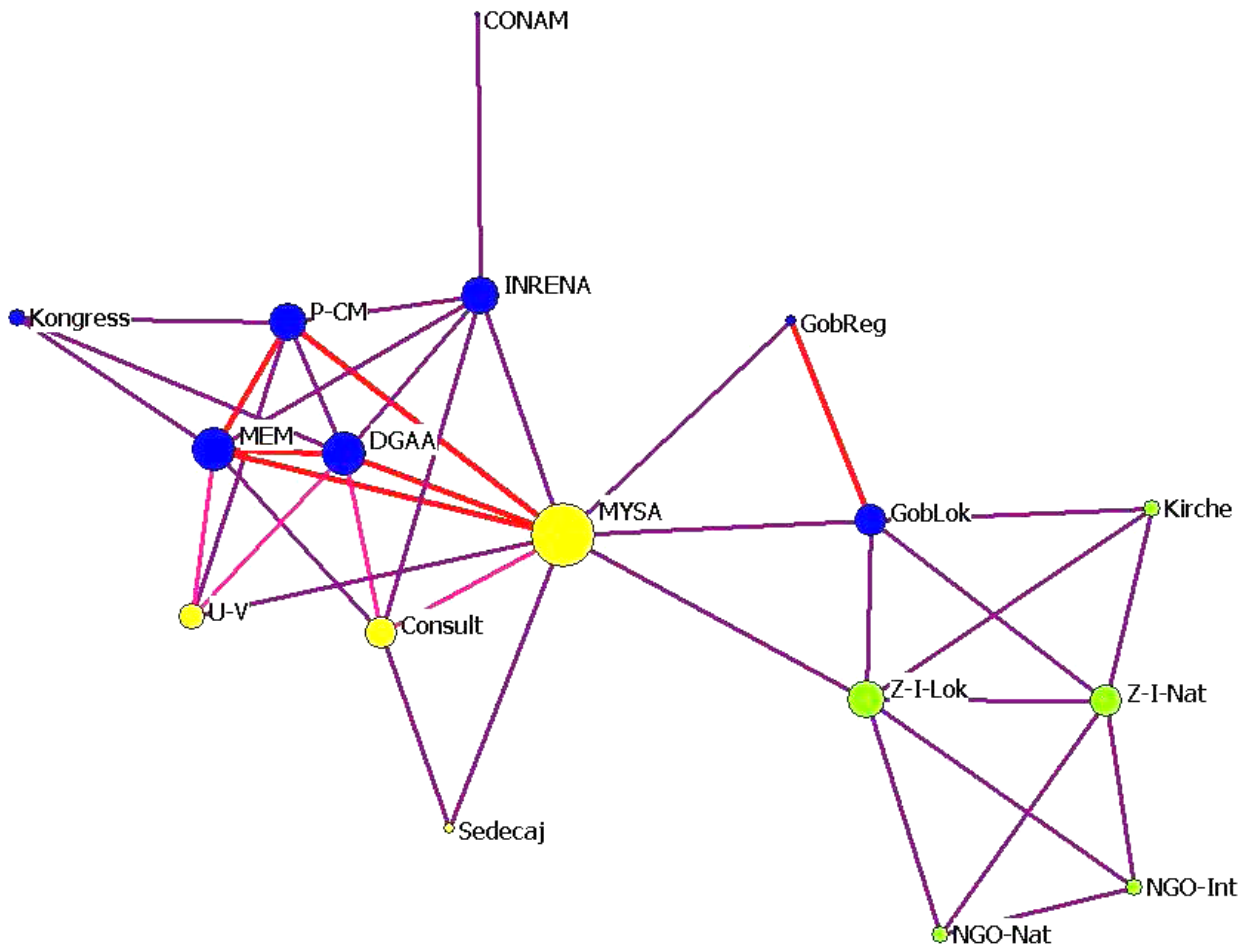 CONAM
INRENA
P-CM
Kongress
GobReg
MEM
DGAA
MYSA
GobLok
Kirche
U-V
Consult
Z-I-Lok
Z-I-Nat
Sedecaj
NGO-Int
NGO-Nat